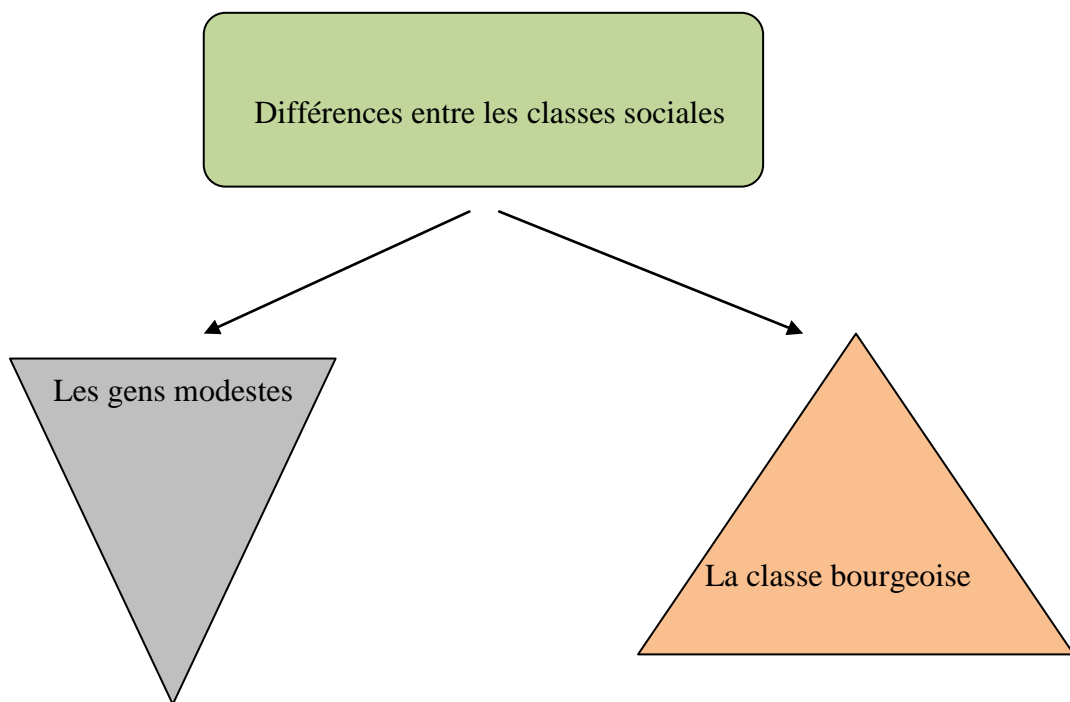 Différences entre les classes sociales
Les gens modestes
La classe bourgeoise